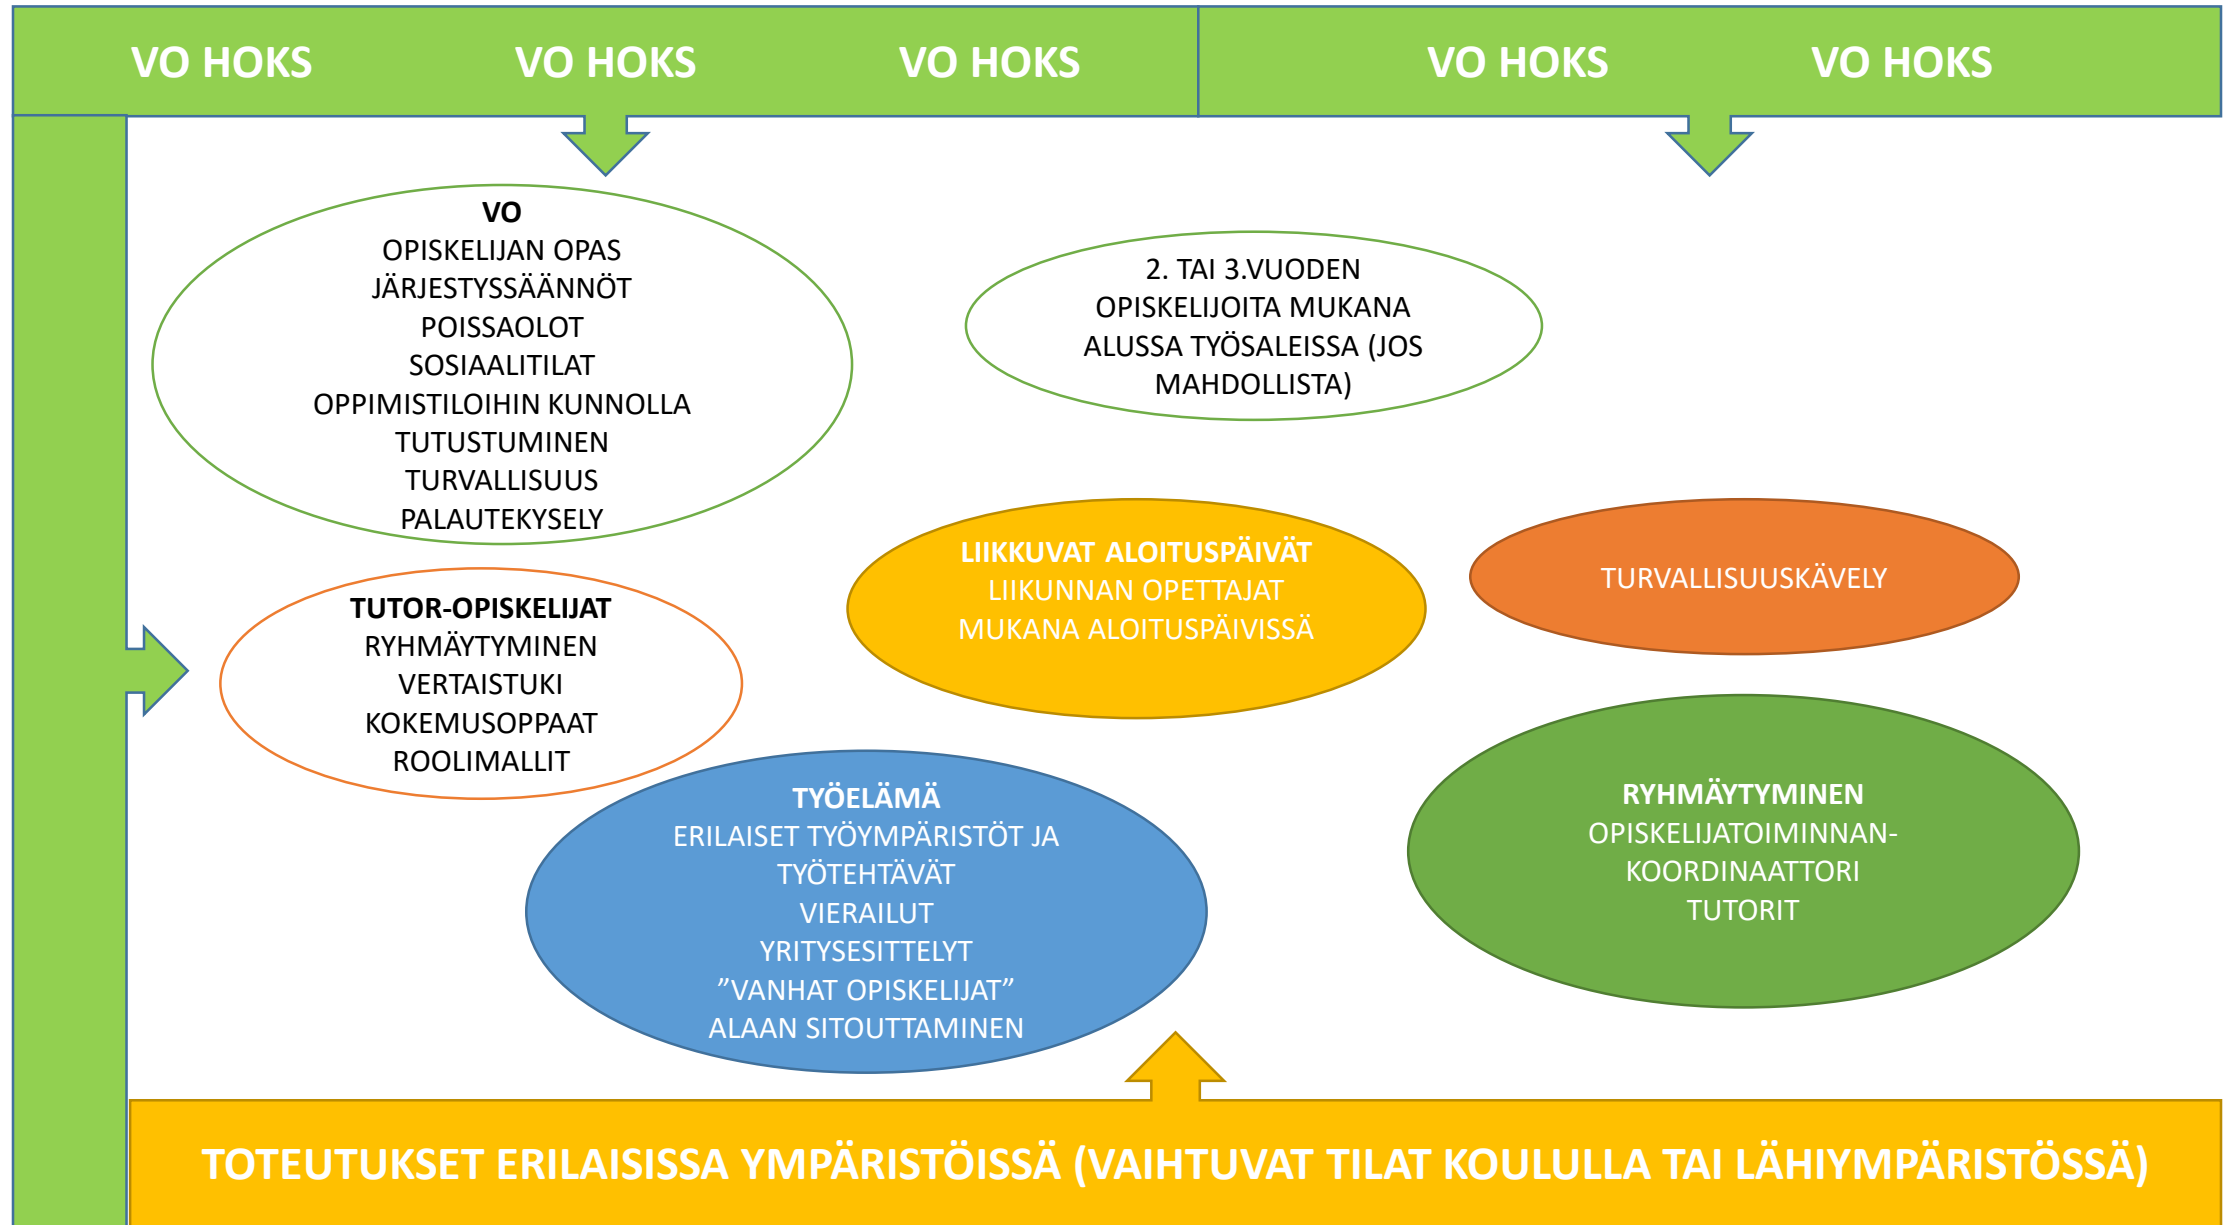 VO HOKS VO HOKS VO HOKS VO HOKS VO HOKS
VO
OPISKELIJAN OPAS
JÄRJESTYSSÄÄNNÖT
POISSAOLOT
SOSIAALITILAT
OPPIMISTILOIHIN KUNNOLLA
TUTUSTUMINEN
TURVALLISUUS
PALAUTEKYSELY
2. TAI 3.VUODEN
OPISKELIJOITA MUKANA
ALUSSA TYÖSALEISSA (JOS
MAHDOLLISTA)
LIIKKUVAT ALOITUSPÄIVÄT
LIIKUNNAN OPETTAJAT
MUKANA ALOITUSPÄIVISSÄ
TURVALLISUUSKÄVELY
TUTOR-OPISKELIJAT
RYHMÄYTYMINEN
VERTAISTUKI
KOKEMUSOPPAAT
ROOLIMALLIT
TYÖELÄMÄ
ERILAISET TYÖYMPÄRISTÖT JA
TYÖTEHTÄVÄT
VIERAILUT
YRITYSESITTELYT
”VANHAT OPISKELIJAT”
ALAAN SITOUTTAMINEN
RYHMÄYTYMINEN
OPISKELIJATOIMINNAN-
KOORDINAATTORI
TUTORIT
TOTEUTUKSET ERILAISISSA YMPÄRISTÖISSÄ (VAIHTUVAT TILAT KOULULLA TAI LÄHIYMPÄRISTÖSSÄ)